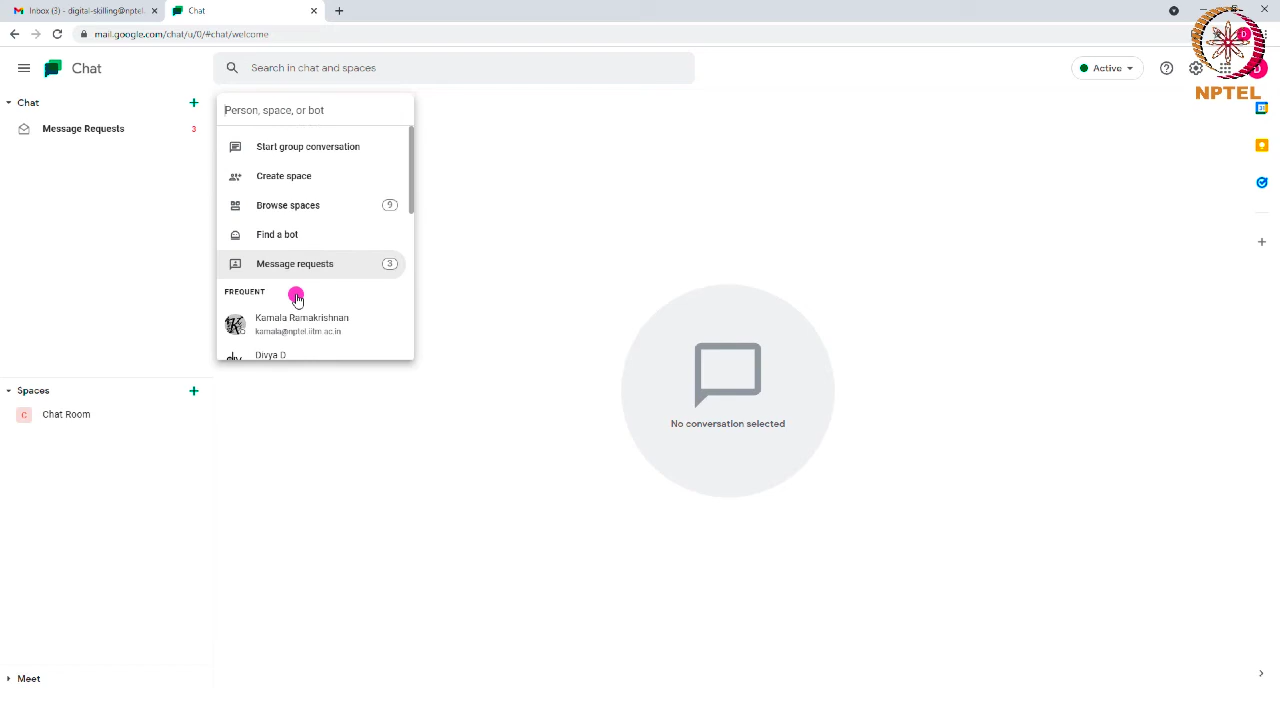 Inbox (3) - digital-skilling@nptel.
Chat
mail.google.com/chat/u/0/#chat/welcome
D
NPTEL
Chat
Search in chat and spaces
Active
Chat
Message Requests 3
Person, space, or bot
Start group conversation
Create space
Browse spaces 9
Find a bot
Message requests 3
FREQUENT
Kamala Ramakrishnan
kamala@nptel.iitm.ac.in
Divya D
No conversation selected
Spaces
C Chat Room
Meet